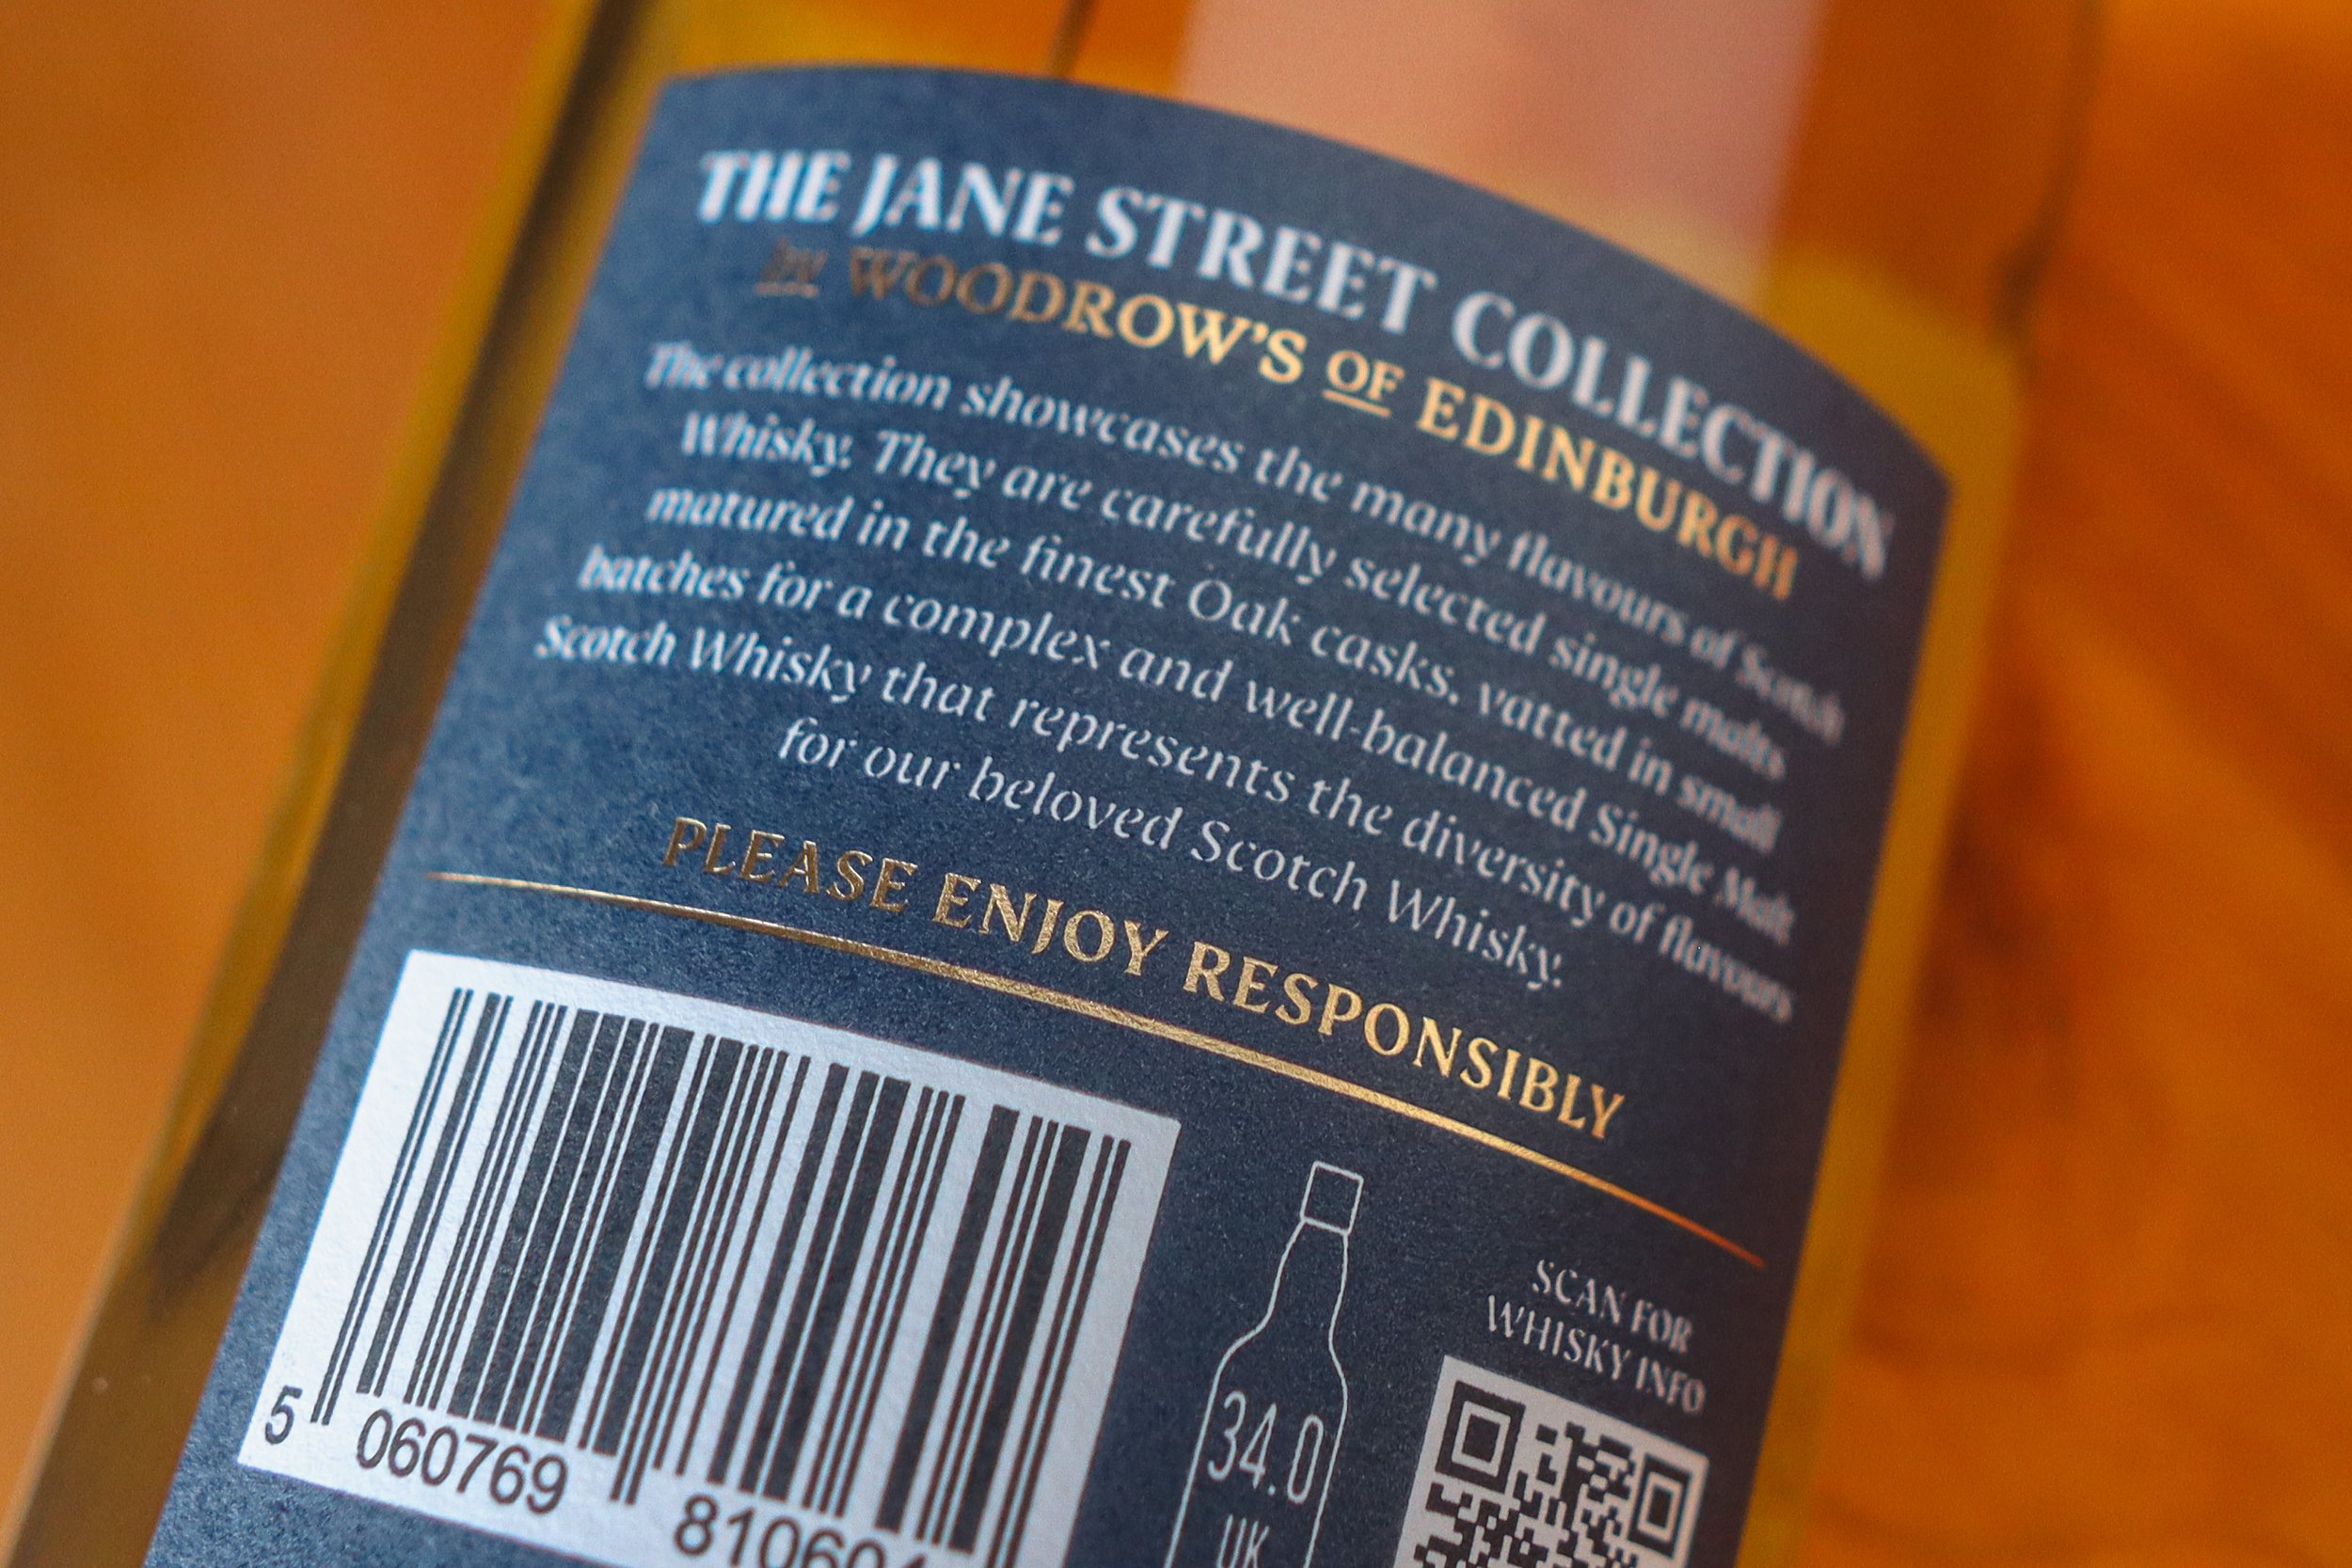 THE JANE STREET COLLECTION
by WOODROW'S OF EDINBURGH
The collection showcases the many flavours of Scotch
Whisky. They are carefully selected single malts
matured in the finest Oak casks, vatted in small
batches for a complex and well-balanced Single Malt
Scotch Whisky that represents the diversity of flavours
for our beloved Scotch Whisky.
PLEASE ENJOY RESPONSIBLY
5 060769 810604
34.0
UK
SCAN FOR
WHISKY INFO